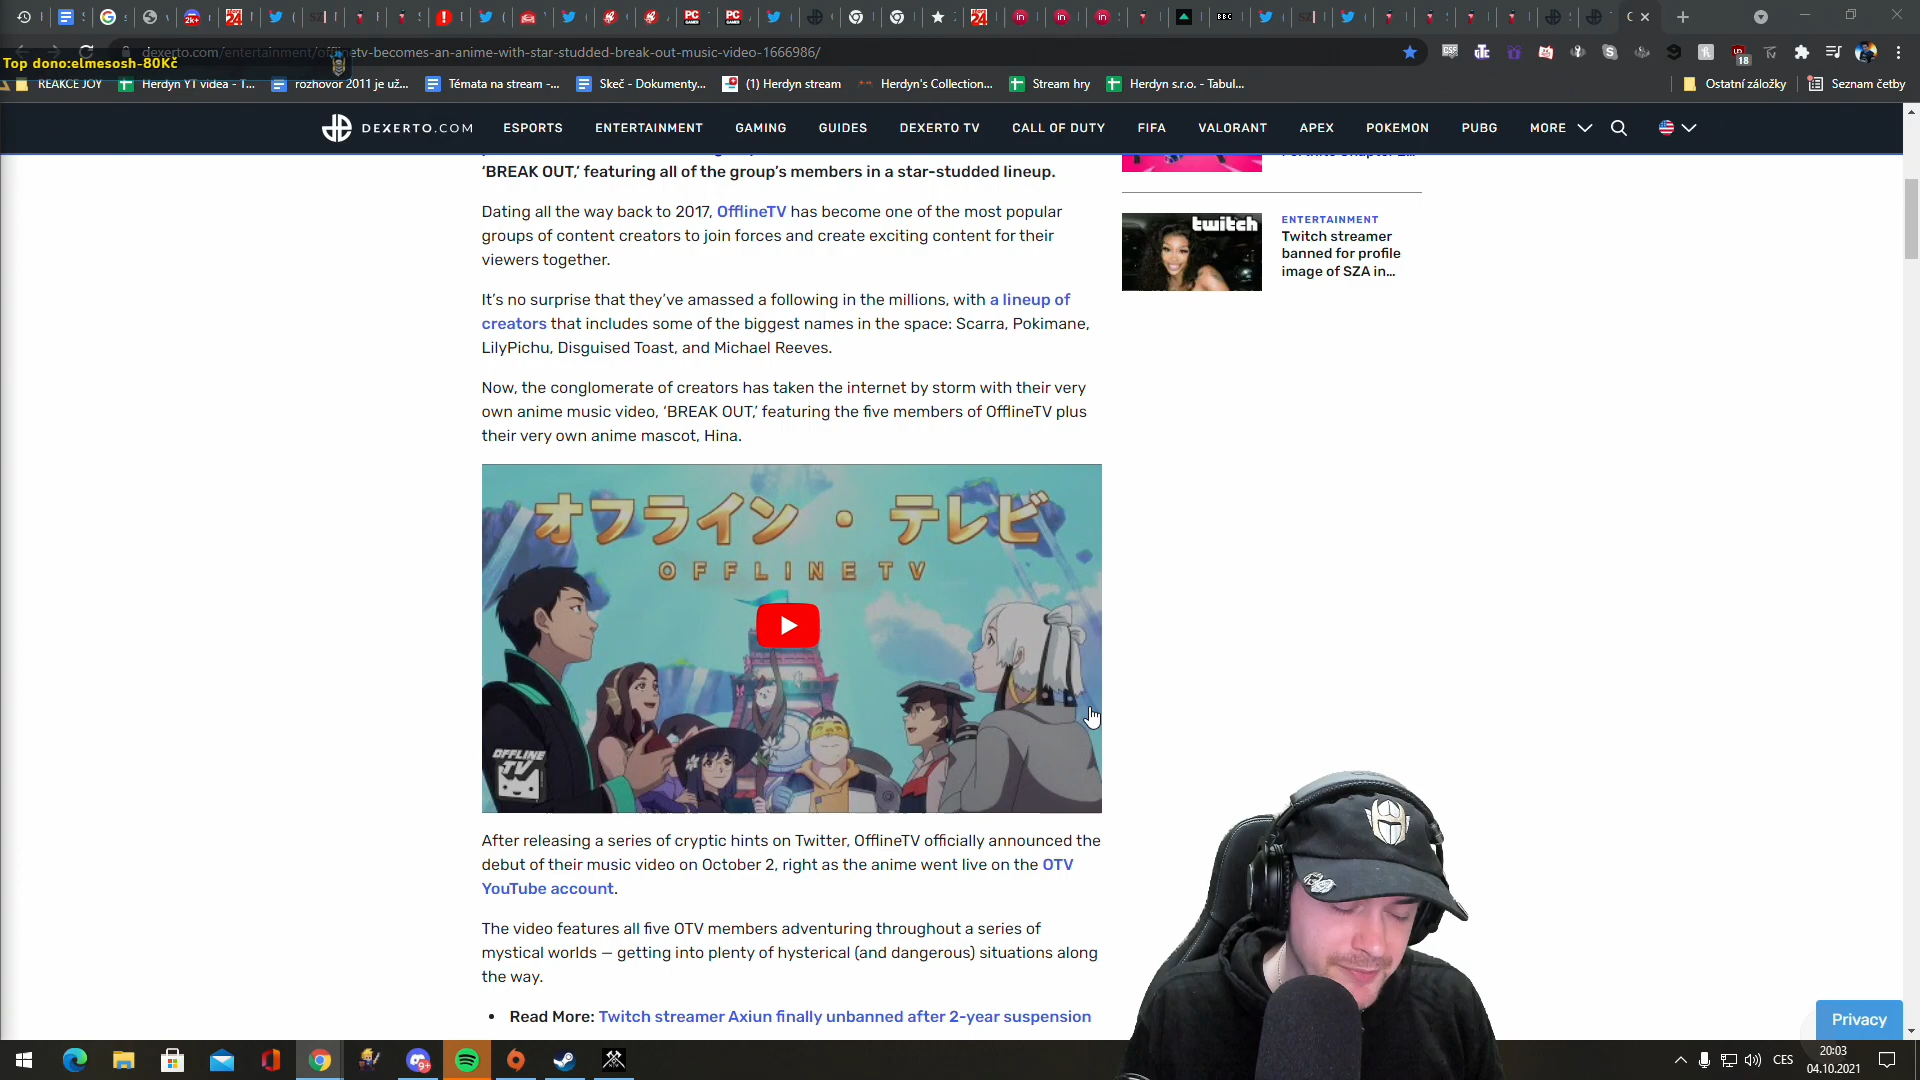 dexerto.com/entertainment/offlinetv-becomes-an-anime-with-star-studded-break-out-music-video-1666986/
Top dono:elmesosh-80Kč
REAKCE JOY
Herdyn YT videa - T...
rozhovor 2011 je už...
Témata na stream -...
Skeč - Dokumenty...
(1) Herdyn stream
Herdyn's Collection...
Stream hry
Herdyn s.r.o. - Tabul...
Ostatní záložky
Seznam četby
DEXERTO.COM
ESPORTS
ENTERTAINMENT
GAMING
GUIDES
DEXERTO TV
CALL OF DUTY
FIFA
VALORANT
APEX
POKEMON
PUBG
MORE
‘BREAK OUT,’ featuring all of the group’s members in a star-studded lineup.
Dating all the way back to 2017, OfflineTV has become one of the most popular
groups of content creators to join forces and create exciting content for their
viewers together.
It’s no surprise that they’ve amassed a following in the millions, with a lineup of
creators that includes some of the biggest names in the space: Scarra, Pokimane,
LilyPichu, Disguised Toast, and Michael Reeves.
Now, the conglomerate of creators has taken the internet by storm with their very
own anime music video, ‘BREAK OUT,’ featuring the five members of OfflineTV plus
their very own anime mascot, Hina.
オフライン・テレビ
OFFLINETV
OFFLINE
TV
After releasing a series of cryptic hints on Twitter, OfflineTV officially announced the
debut of their music video on October 2, right as the anime went live on the OTV
YouTube account.
The video features all five OTV members adventuring throughout a series of
mystical worlds — getting into plenty of hysterical (and dangerous) situations along
the way.
• Read More: Twitch streamer Axiun finally unbanned after 2-year suspension
twitch
ENTERTAINMENT
Twitch streamer
banned for profile
image of SZA in...
Privacy
CES
20:03
04.10.2021